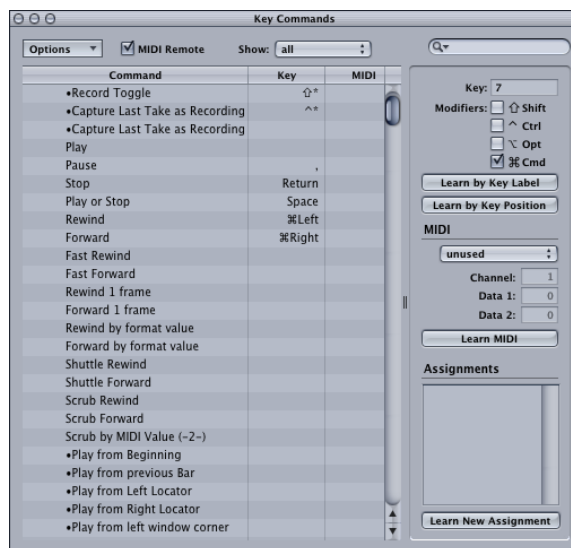 Key Commands
Options ▼ ✓ MIDI Remote Show: all
Command Key MIDI
•Record Toggle ⇧*
•Capture Last Take as Recording ^*
•Capture Last Take as Recording
Play
Pause ,
Stop Return
Play or Stop Space
Rewind ⌘Left
Forward ⌘Right
Fast Rewind
Fast Forward
Rewind 1 frame
Forward 1 frame
Rewind by format value
Forward by format value
Shuttle Rewind
Shuttle Forward
Scrub Rewind
Scrub Forward
Scrub by MIDI Value (-2-)
•Play from Beginning
•Play from previous Bar
•Play from Left Locator
•Play from Right Locator
•Play from left window corner
Key: 7
Modifiers: ⇧ Shift
^ Ctrl
⌥ Opt
✓ ⌘ Cmd
Learn by Key Label
Learn by Key Position
MIDI
unused
Channel: 1
Data 1: 0
Data 2: 0
Learn MIDI
Assignments
Learn New Assignment